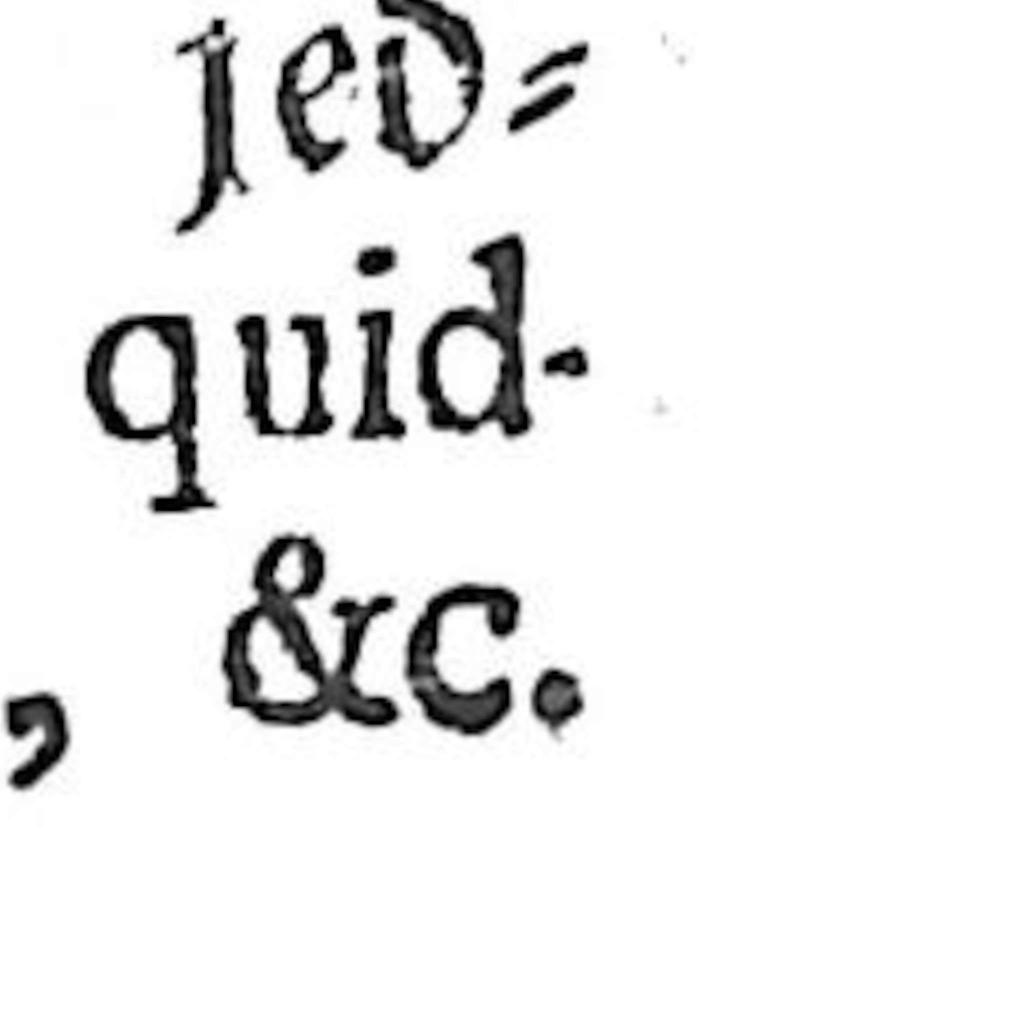 jed=
quid-
, &c.